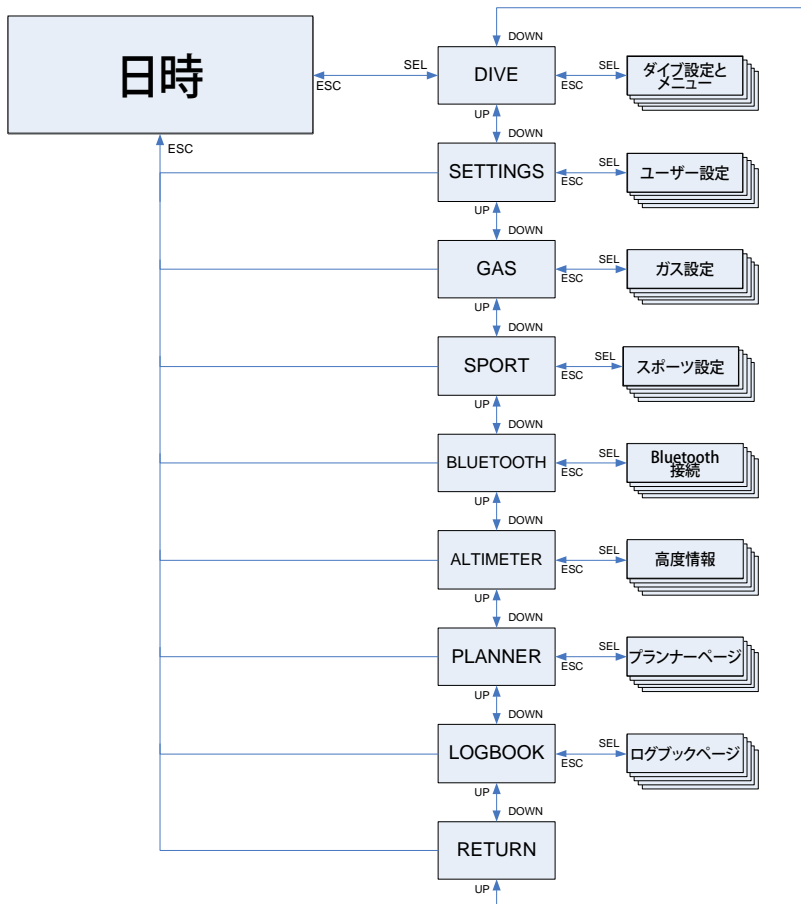 DOWN
日時
SEL
ESC
DIVE
SEL
ESC
ダイブ設定と
メニュー
UP
DOWN
ESC
SETTINGS
SEL
ESC
ユーザー設定
UP
DOWN
GAS
SEL
ESC
ガス設定
UP
DOWN
SPORT
SEL
ESC
スポーツ設定
UP
DOWN
BLUETOOTH
SEL
ESC
Bluetooth
接続
UP
DOWN
ALTIMETER
SEL
ESC
高度情報
UP
DOWN
PLANNER
SEL
ESC
プランナーページ
UP
DOWN
LOGBOOK
SEL
ESC
ログブックページ
UP
DOWN
RETURN
UP